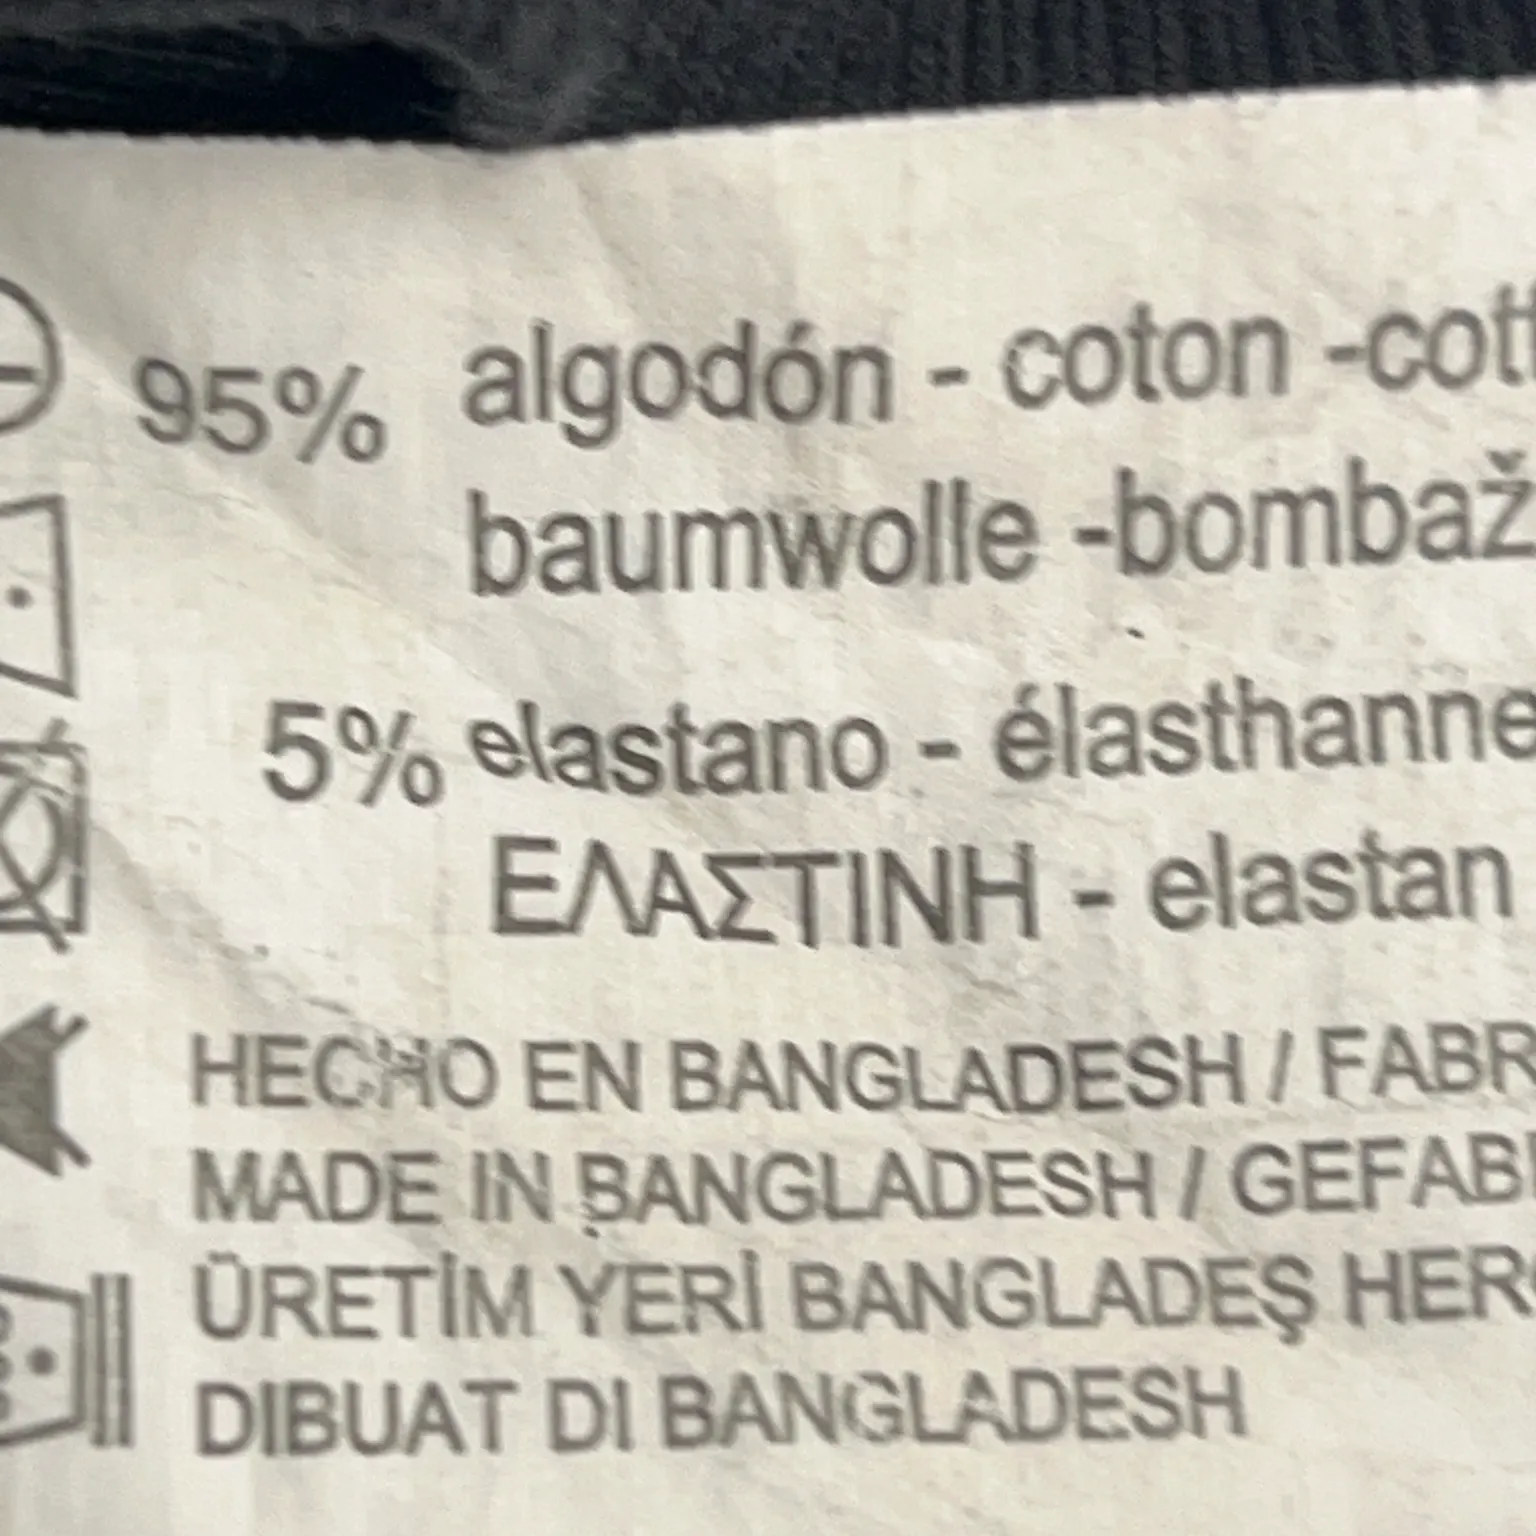 95% algodón - coton -cott
baumwolle -bombaž
5% elastano - élasthanne
ΕΛΑΣΤΙΝΗ - elastan
HECHO EN BANGLADESH / FABR
MADE IN BANGLADESH / GEFABR
ÜRETİM YERİ BANGLADEŞ HER
DIBUAT DI BANGLADESH